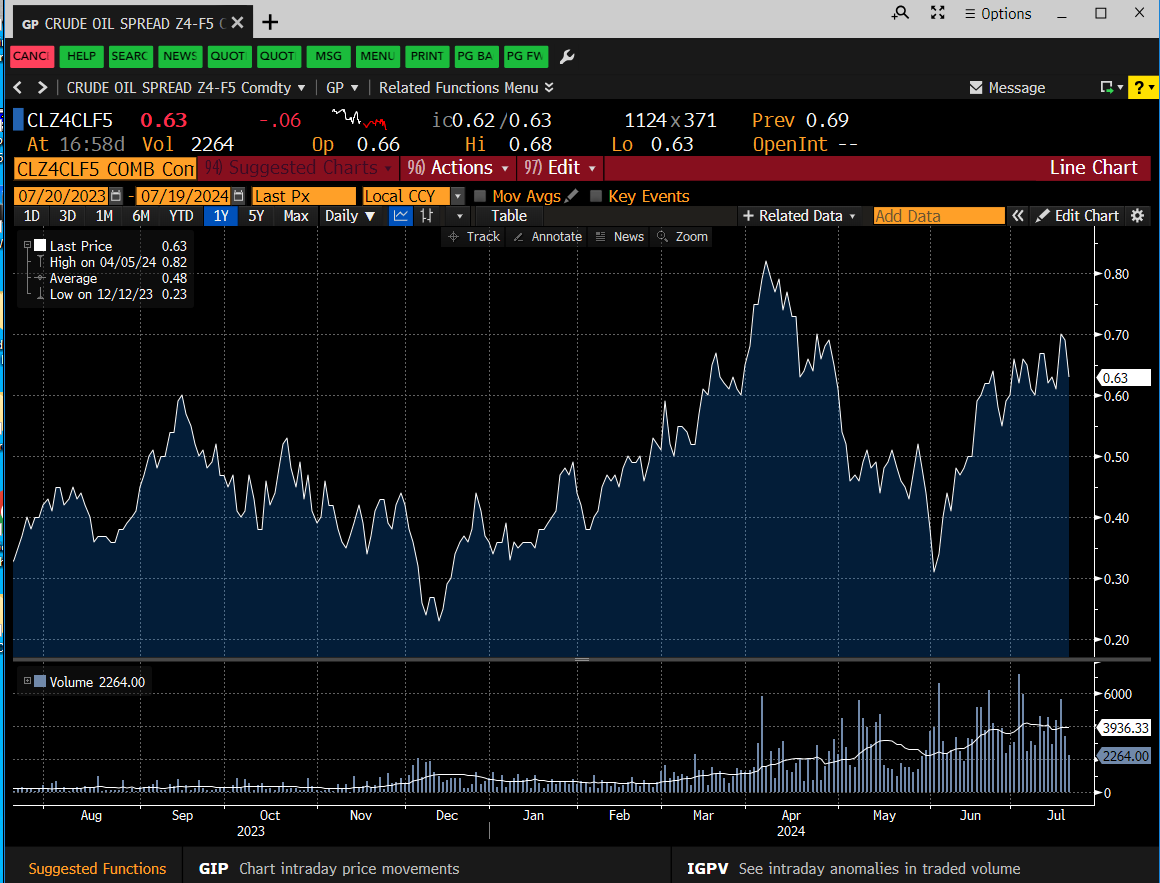 GP CRUDE OIL SPREAD Z4-F5 C
Options
CANC HELP SEARC NEWS QUOT QUOT MSG MENU PRINT PG BA PG FW
CRUDE OIL SPREAD Z4-F5 Comdty GP Related Functions Menu Message ?
CLZ4CLF5 0.63 -.06 ic0.62/0.63 1124x371 Prev 0.69
At 16:58d Vol 2264 Op 0.66 Hi 0.68 Lo 0.63 OpenInt --
CLZ4CLF5 COMB Com 94) Suggested Charts 96) Actions 97) Edit Line Chart
07/20/2023 - 07/19/2024 Last Px Local CCY Mov Avgs Key Events
1D 3D 1M 6M YTD 1Y 5Y Max Daily Table + Related Data Add Data Edit Chart
Track Annotate News Zoom
Last Price 0.63
High on 04/05/24 0.82
Average 0.48
Low on 12/12/23 0.23
0.80
0.70
0.63
0.60
0.50
0.40
0.30
0.20
Volume 2264.00
6000
3936.33
2264.00
0
Aug Sep Oct Nov Dec Jan Feb Mar Apr May Jun Jul
2023 2024
Suggested Functions GIP Chart intraday price movements IGPV See intraday anomalies in traded volume